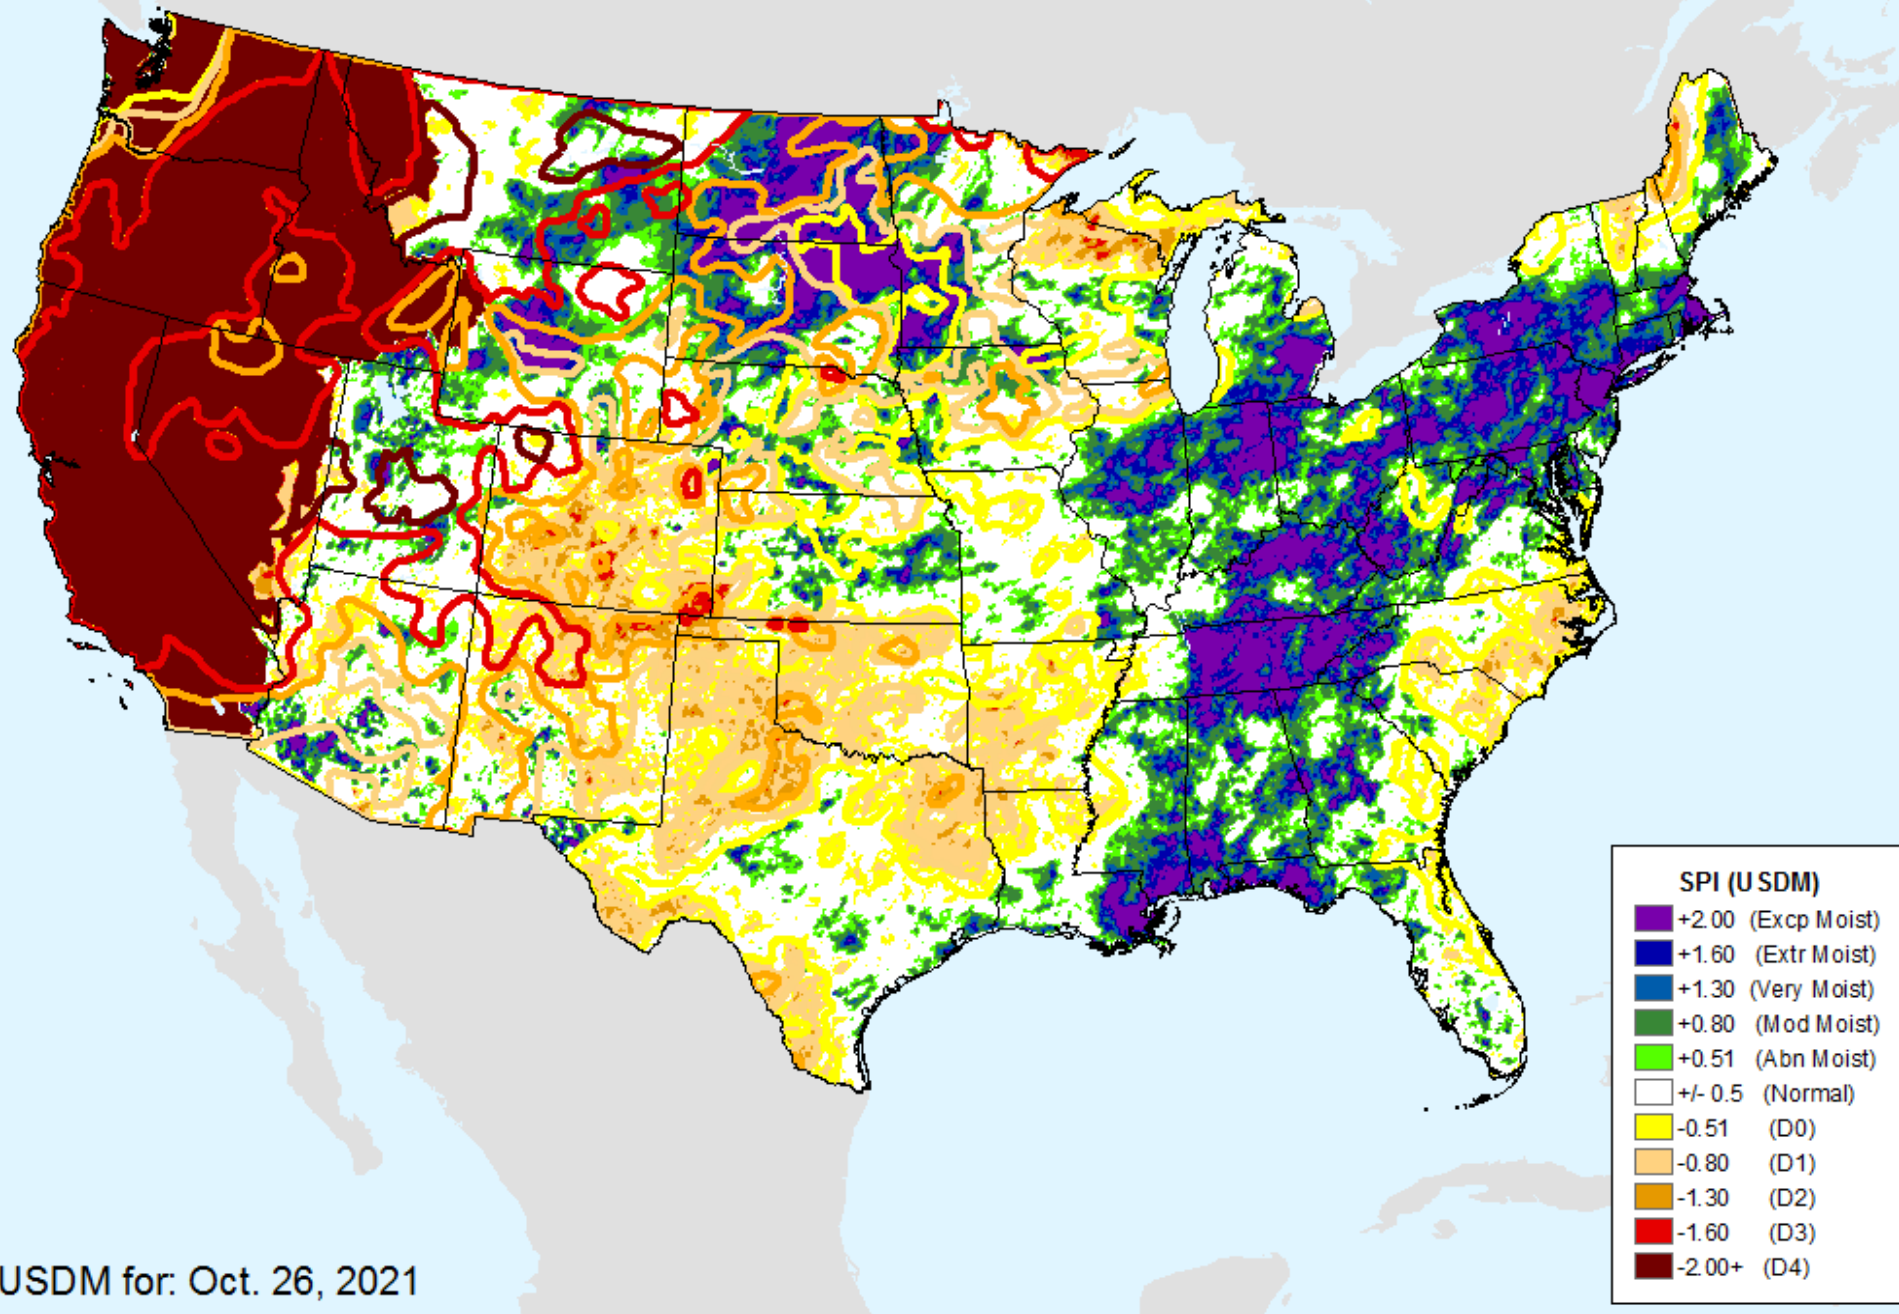 SPI (USDM)
+2.00 (Excp Moist)
+1.60 (Extr Moist)
+1.30 (Very Moist)
+0.80 (Mod Moist)
+0.51 (Abn Moist)
+/- 0.5 (Normal)
-0.51 (D0)
-0.80 (D1)
-1.30 (D2)
-1.60 (D3)
-2.00+ (D4)
USDM for: Oct. 26, 2021